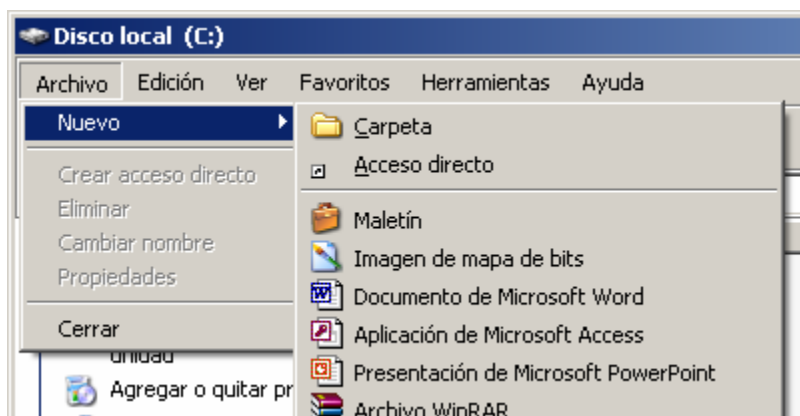 Disco local (C:)
Archivo Edición Ver Favoritos Herramientas Ayuda
Nuevo
Crear acceso directo
Eliminar
Cambiar nombre
Propiedades
Cerrar
Carpeta
Acceso directo
Maletín
Imagen de mapa de bits
Documento de Microsoft Word
Aplicación de Microsoft Access
Presentación de Microsoft PowerPoint
Archivo WinRAR
unidad
Agregar o quitar pr